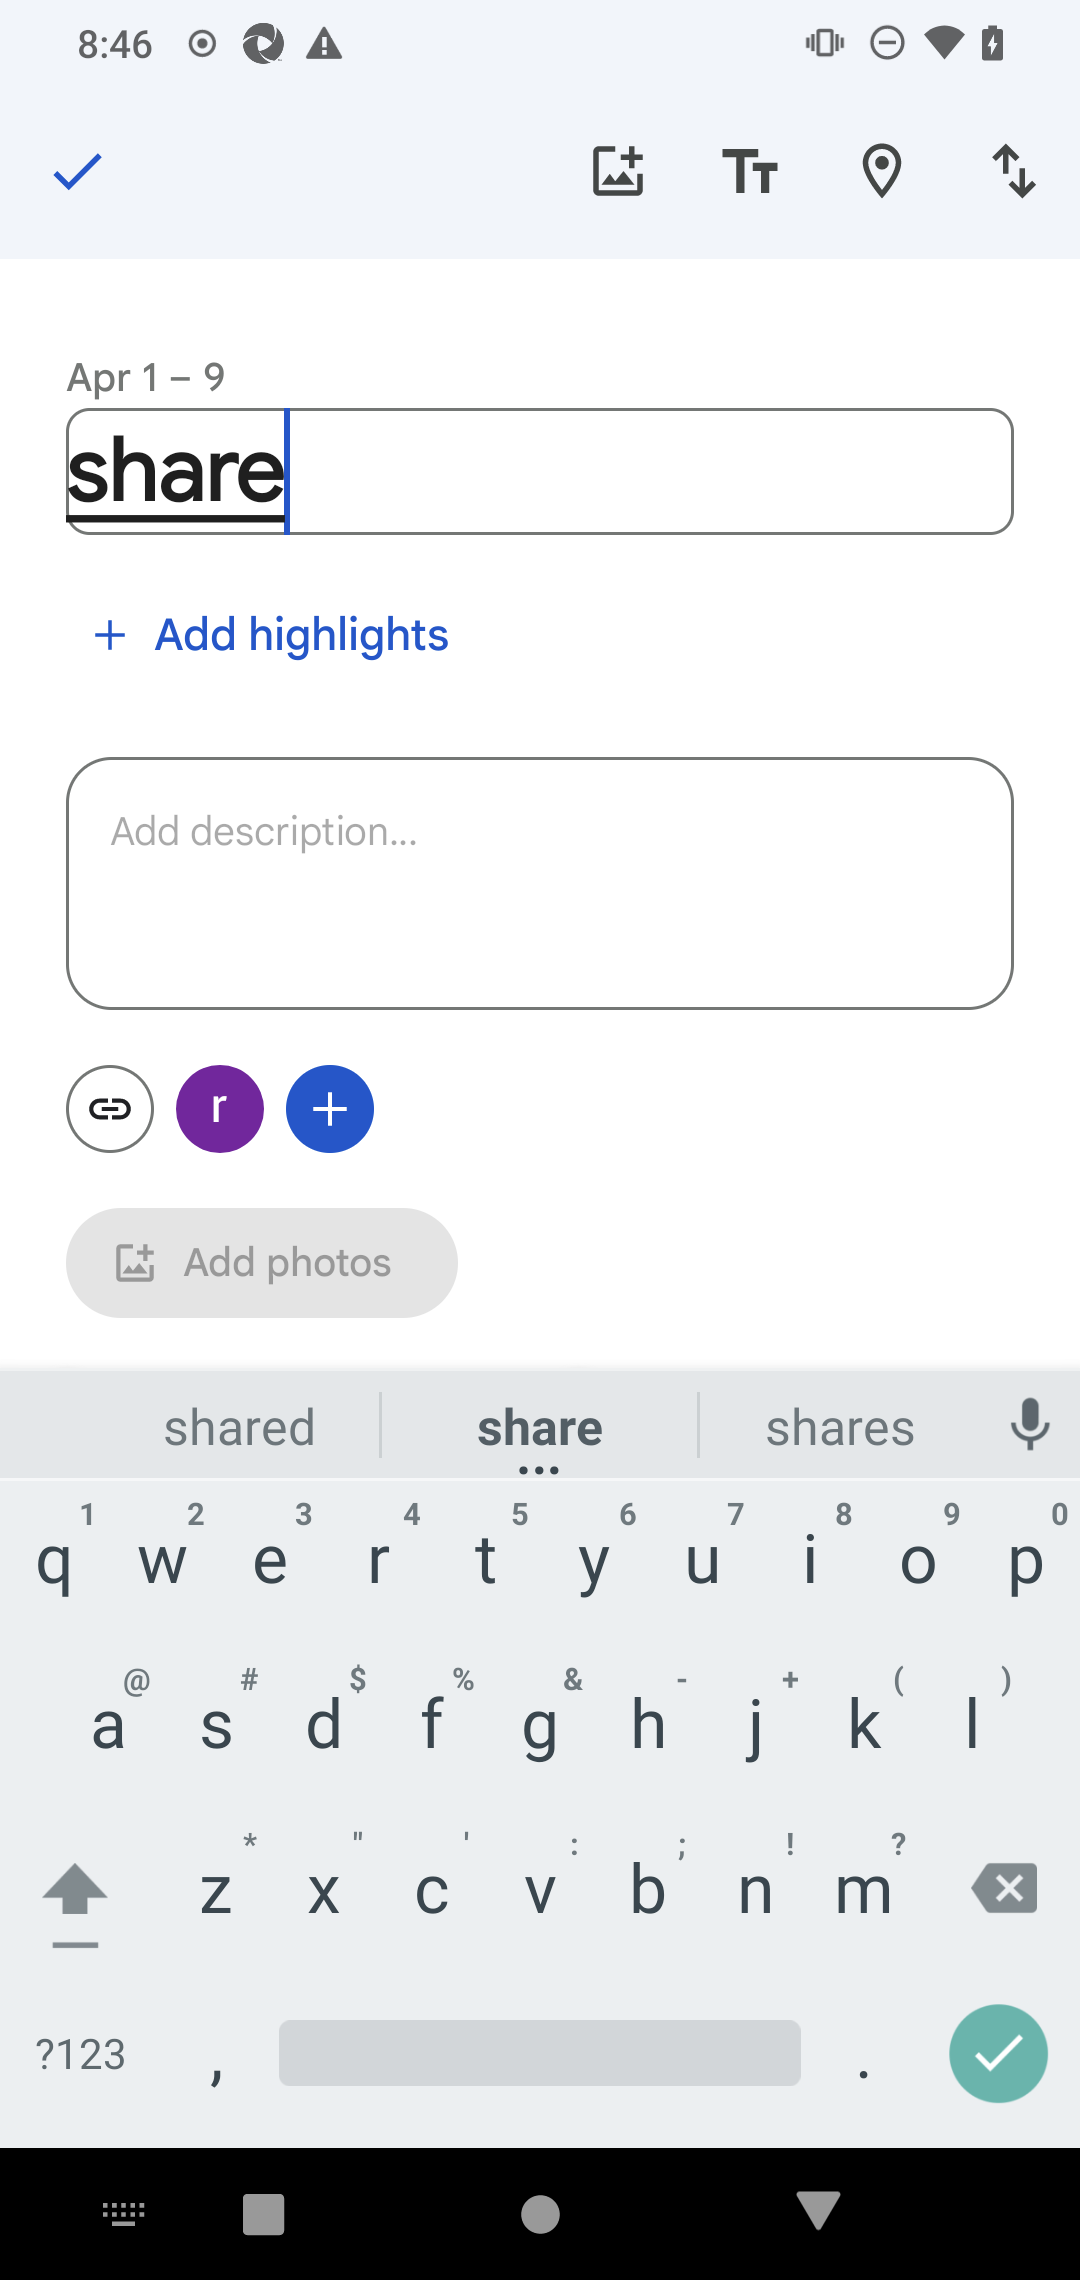 8:46
Apr 1 – 9
share
+ Add highlights
Add description...
r
Add photos
shared share shares
1 2 3 4 5 6 7 8 9 0
q w e r t y u i o p
@ # $ % & - + ( )
a s d f g h j k l
* " ' : ; ! ?
z x c v b n m
?123 , .